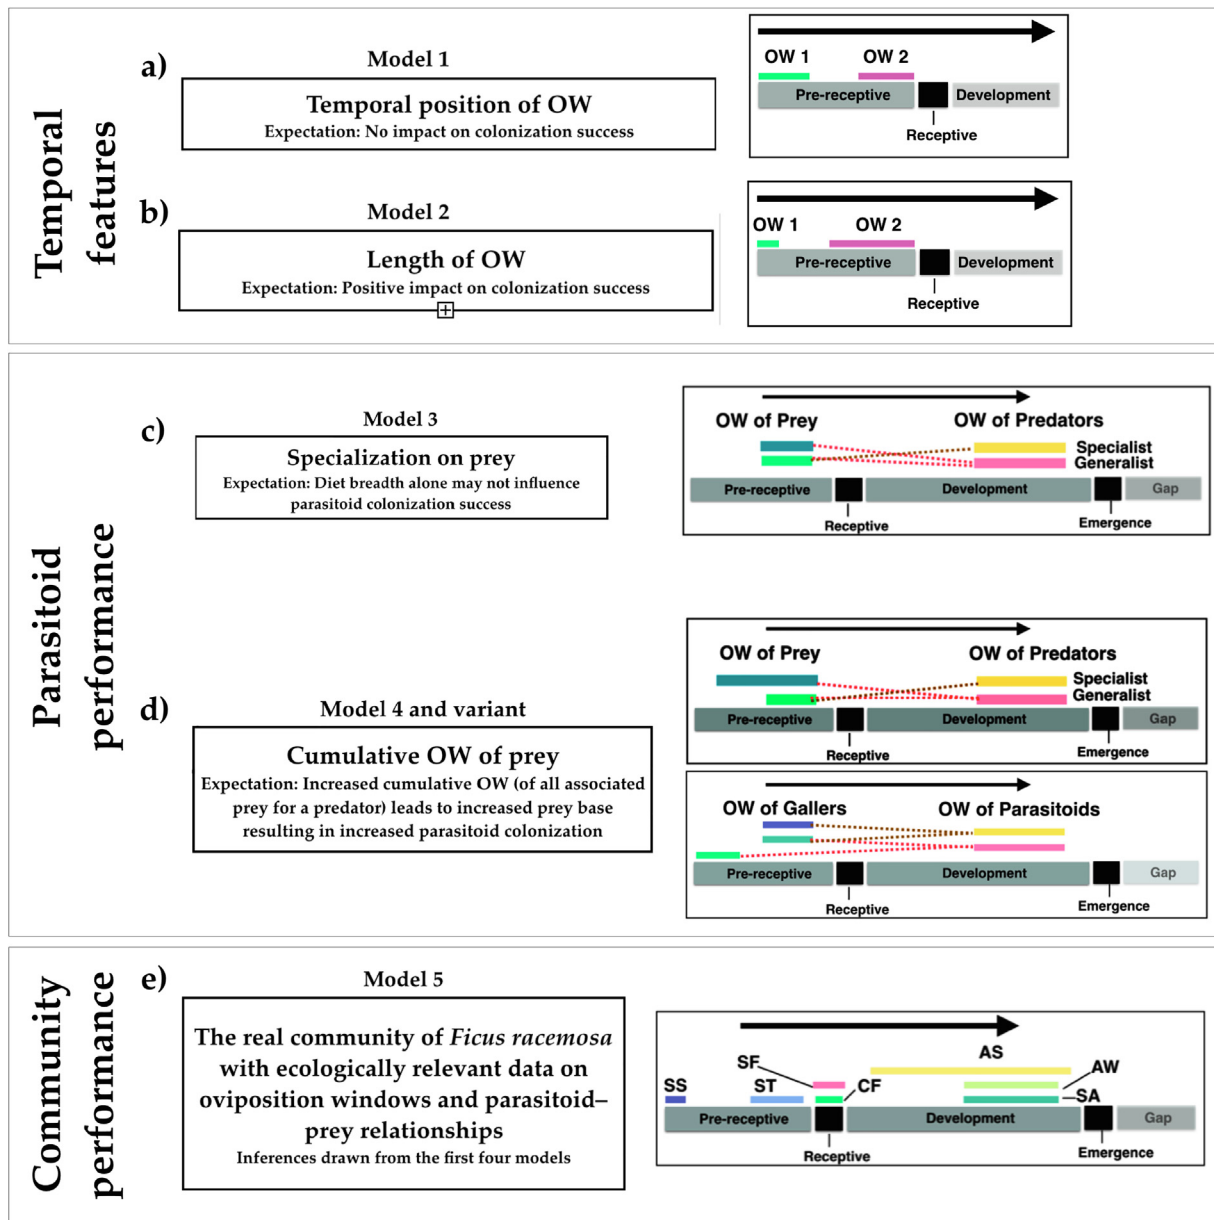 Temporal
features
a)
Model 1
Temporal position of OW
Expectation: No impact on colonization success
OW 1
OW 2
Pre-receptive
Development
Receptive
b)
Model 2
Length of OW
Expectation: Positive impact on colonization success
OW 1
OW 2
Pre-receptive
Development
Receptive
Parasitoid
performance
c)
Model 3
Specialization on prey
Expectation: Diet breadth alone may not influence
parasitoid colonization success
OW of Prey
OW of Predators
Specialist
Generalist
Pre-receptive
Development
Gap
Receptive
Emergence
d)
Model 4 and variant
Cumulative OW of prey
Expectation: Increased cumulative OW (of all associated
prey for a predator) leads to increased prey base
resulting in increased parasitoid colonization
OW of Prey
OW of Predators
Specialist
Generalist
Pre-receptive
Development
Gap
Receptive
Emergence
OW of Gallers
OW of Parasitoids
Pre-receptive
Development
Gap
Receptive
Emergence
Community
performance
e)
Model 5
The real community of Ficus racemosa
with ecologically relevant data on
oviposition windows and parasitoid–
prey relationships
Inferences drawn from the first four models
AS
SF
AW
SS
ST
CF
SA
Pre-receptive
Development
Gap
Receptive
Emergence